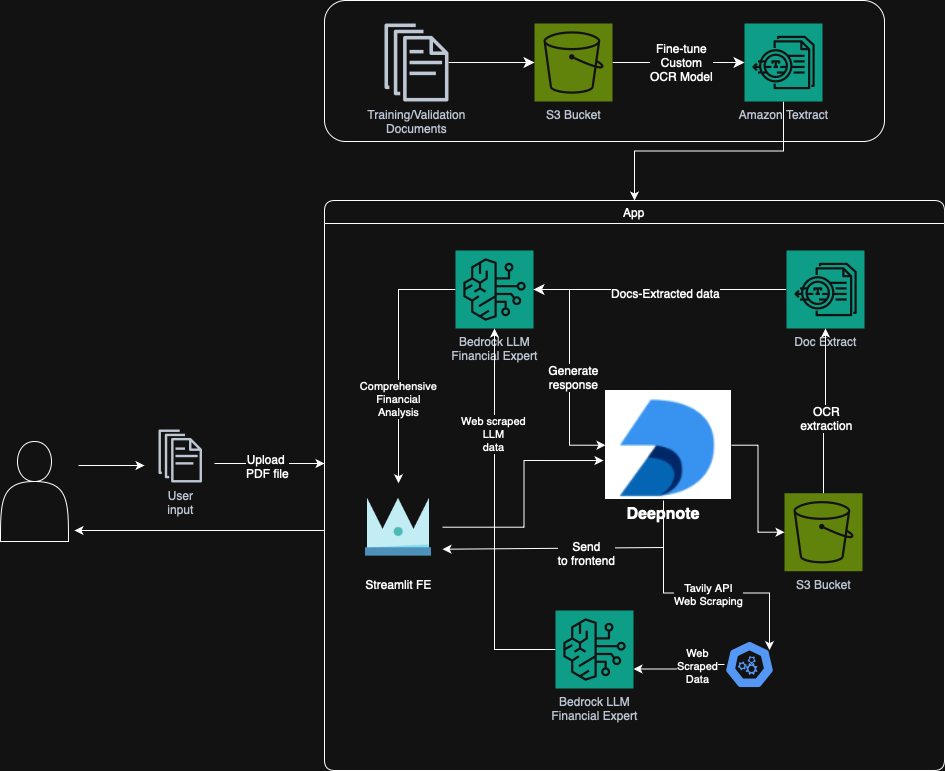 Training/Validation
Documents
S3 Bucket
Fine-tune
Custom
OCR Model
Amazon Textract
App
Bedrock LLM
Financial Expert
Docs-Extracted data
Doc Extract
Comprehensive
Financial
Analysis
Generate
response
Web scraped
LLM
data
OCR
extraction
User
input
Upload
PDF file
Deepnote
Streamlit FE
Send
to frontend
S3 Bucket
Tavily API
Web Scraping
Web
Scraped
Data
Bedrock LLM
Financial Expert